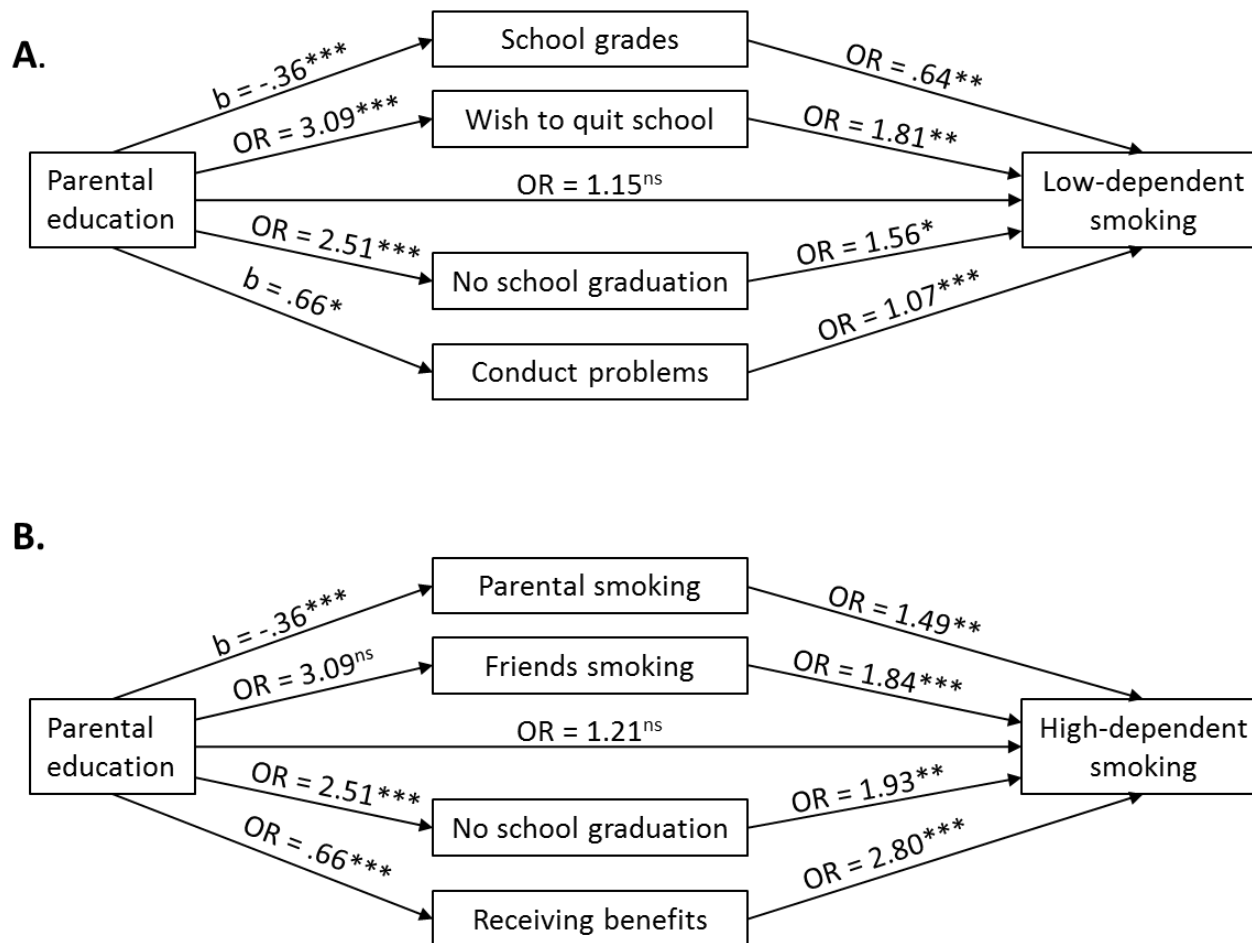 A.
School grades
b = -.36***
OR = .64**
OR = 3.09***
Wish to quit school
OR = 1.81**
Parental
education
OR = 1.15ns
Low-dependent
smoking
OR = 2.51***
No school graduation
OR = 1.56*
b = .66*
Conduct problems
OR = 1.07***
B.
Parental smoking
b = -.36***
OR = 1.49**
OR = 3.09ns
Friends smoking
OR = 1.84***
Parental
education
OR = 1.21ns
High-dependent
smoking
OR = 2.51***
No school graduation
OR = 1.93**
OR = .66***
Receiving benefits
OR = 2.80***